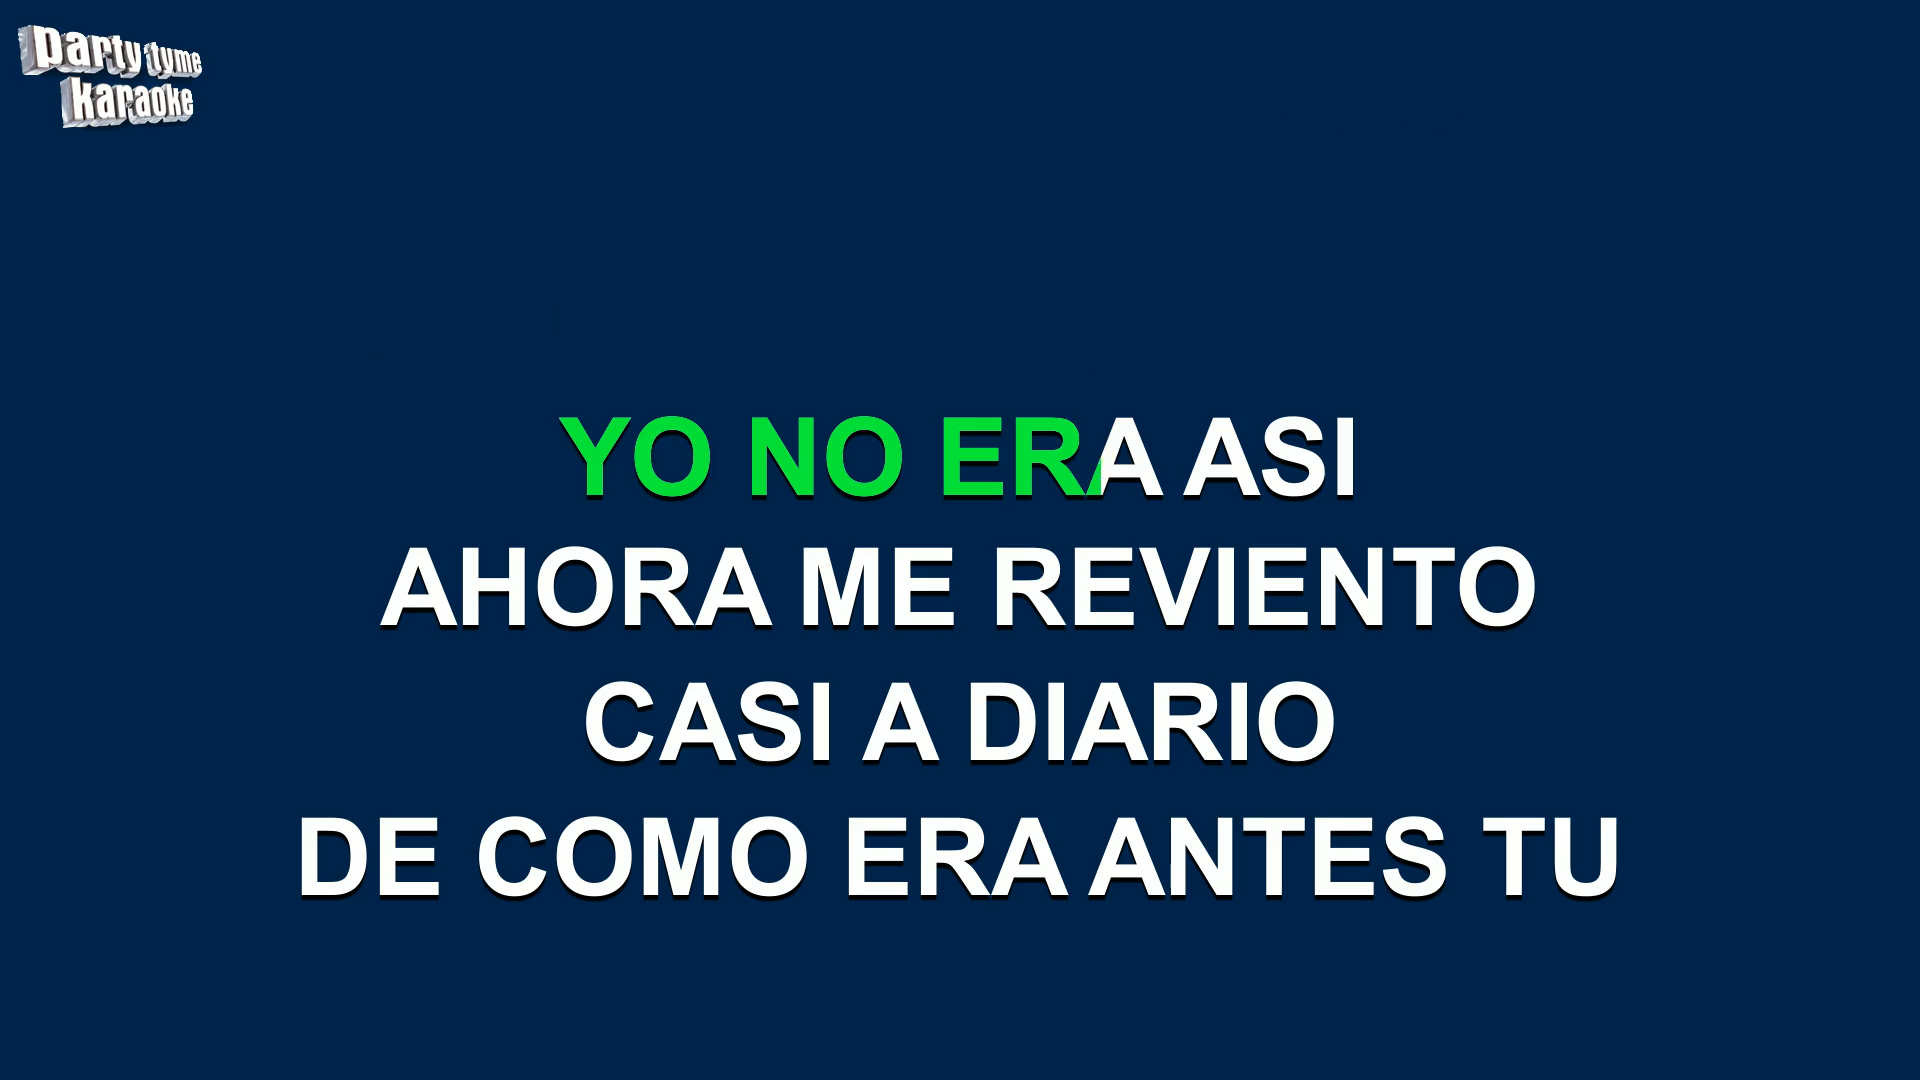 party tyme
karaoke
YO NO ERA ASI
AHORA ME REVIENTO
CASI A DIARIO
DE COMO ERA ANTES TU